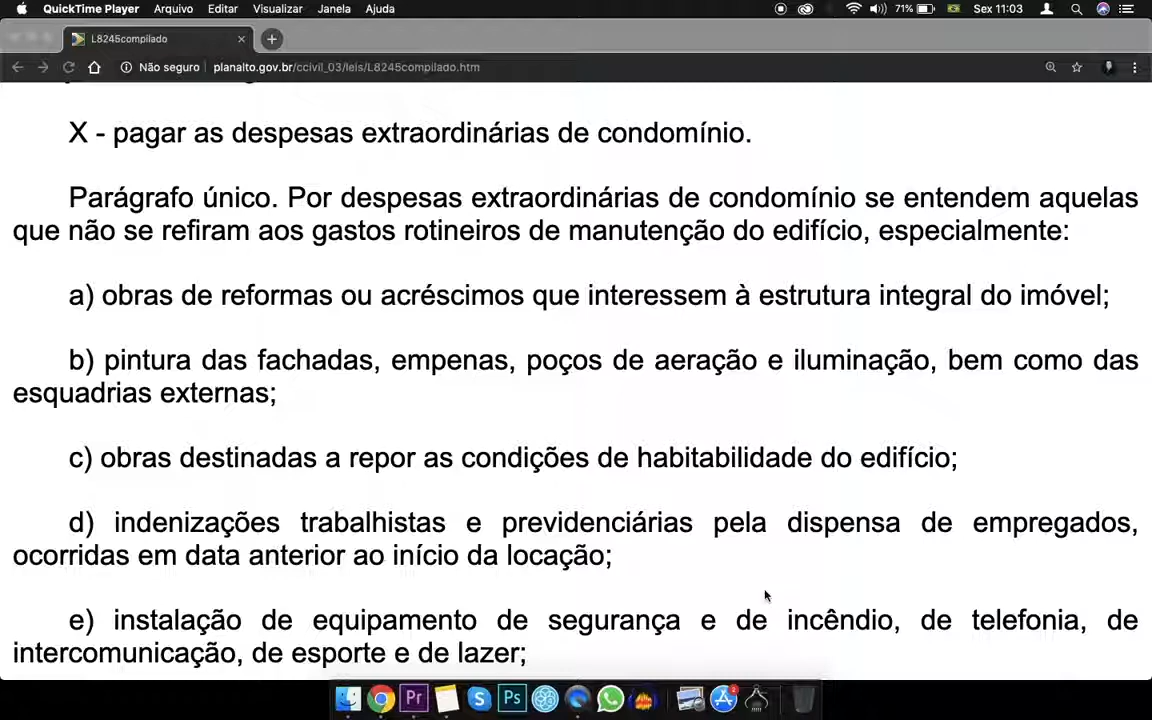 QuickTime Player Arquivo Editar Visualizar Janela Ajuda 71% Sex 11:03
L8245compilado
Não seguro planalto.gov.br/ccivil_03/leis/L8245compilado.htm
X - pagar as despesas extraordinárias de condomínio.
Parágrafo único. Por despesas extraordinárias de condomínio se entendem aquelas
que não se refiram aos gastos rotineiros de manutenção do edifício, especialmente:
a) obras de reformas ou acréscimos que interessem à estrutura integral do imóvel;
b) pintura das fachadas, empenas, poços de aeração e iluminação, bem como das
esquadrias externas;
c) obras destinadas a repor as condições de habitabilidade do edifício;
d) indenizações trabalhistas e previdenciárias pela dispensa de empregados,
ocorridas em data anterior ao início da locação;
e) instalação de equipamento de segurança e de incêndio, de telefonia, de
intercomunicação, de esporte e de lazer;
Pr Ps